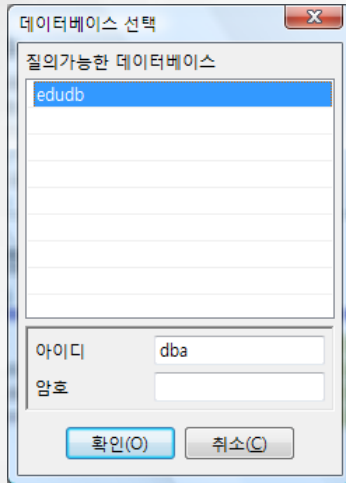 데이터베이스 선택
질의가능한 데이터베이스
edudb
아이디 dba
암호
확인(O) 취소(C)